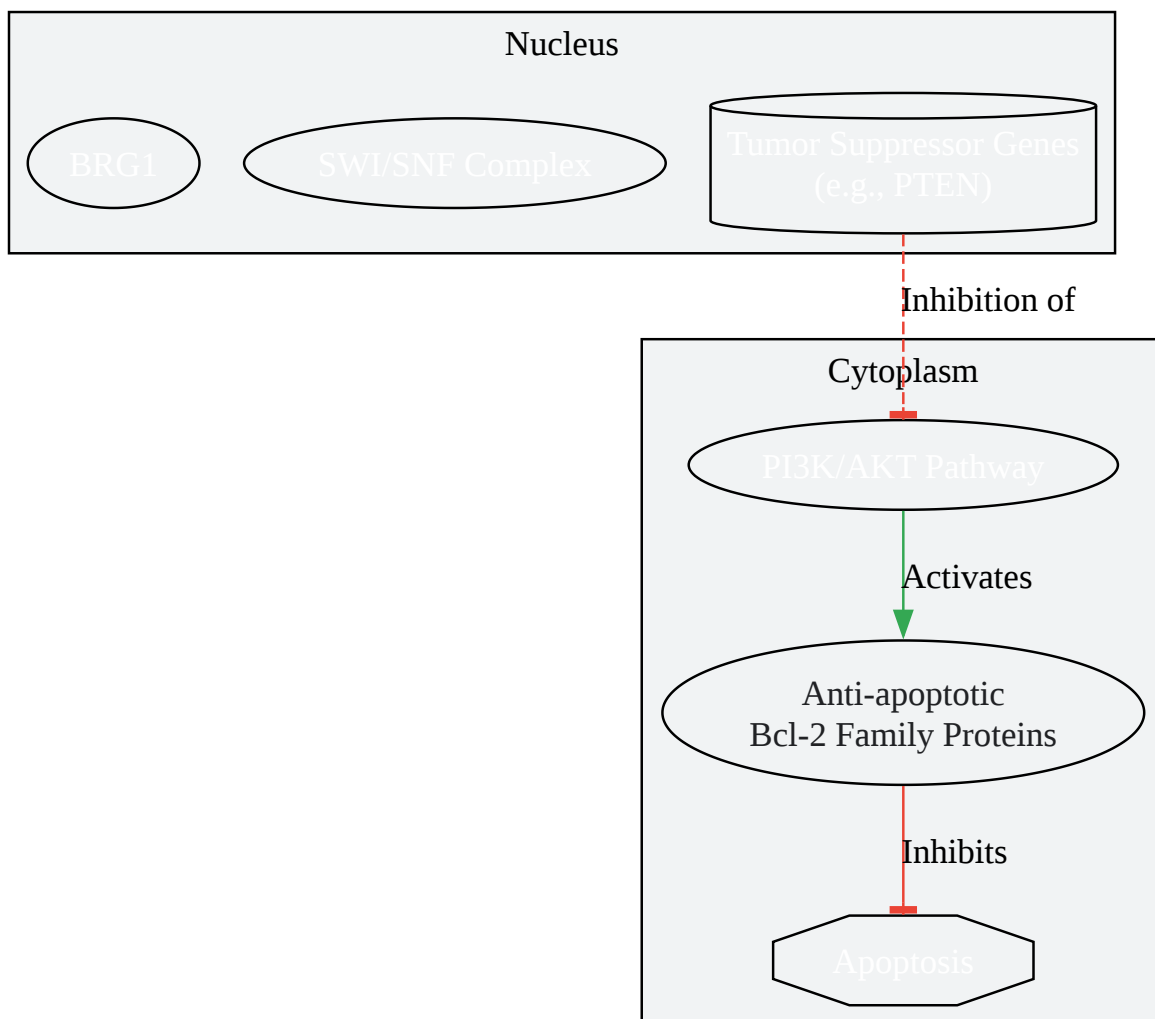 Nucleus
BRG1
SWI/SNF Complex
Tumor Suppressor Genes
(e.g., PTEN)
Inhibition of
Cytoplasm
PI3K/AKT Pathway
Activates
Anti-apoptotic
Bcl-2 Family Proteins
Inhibits
Apoptosis